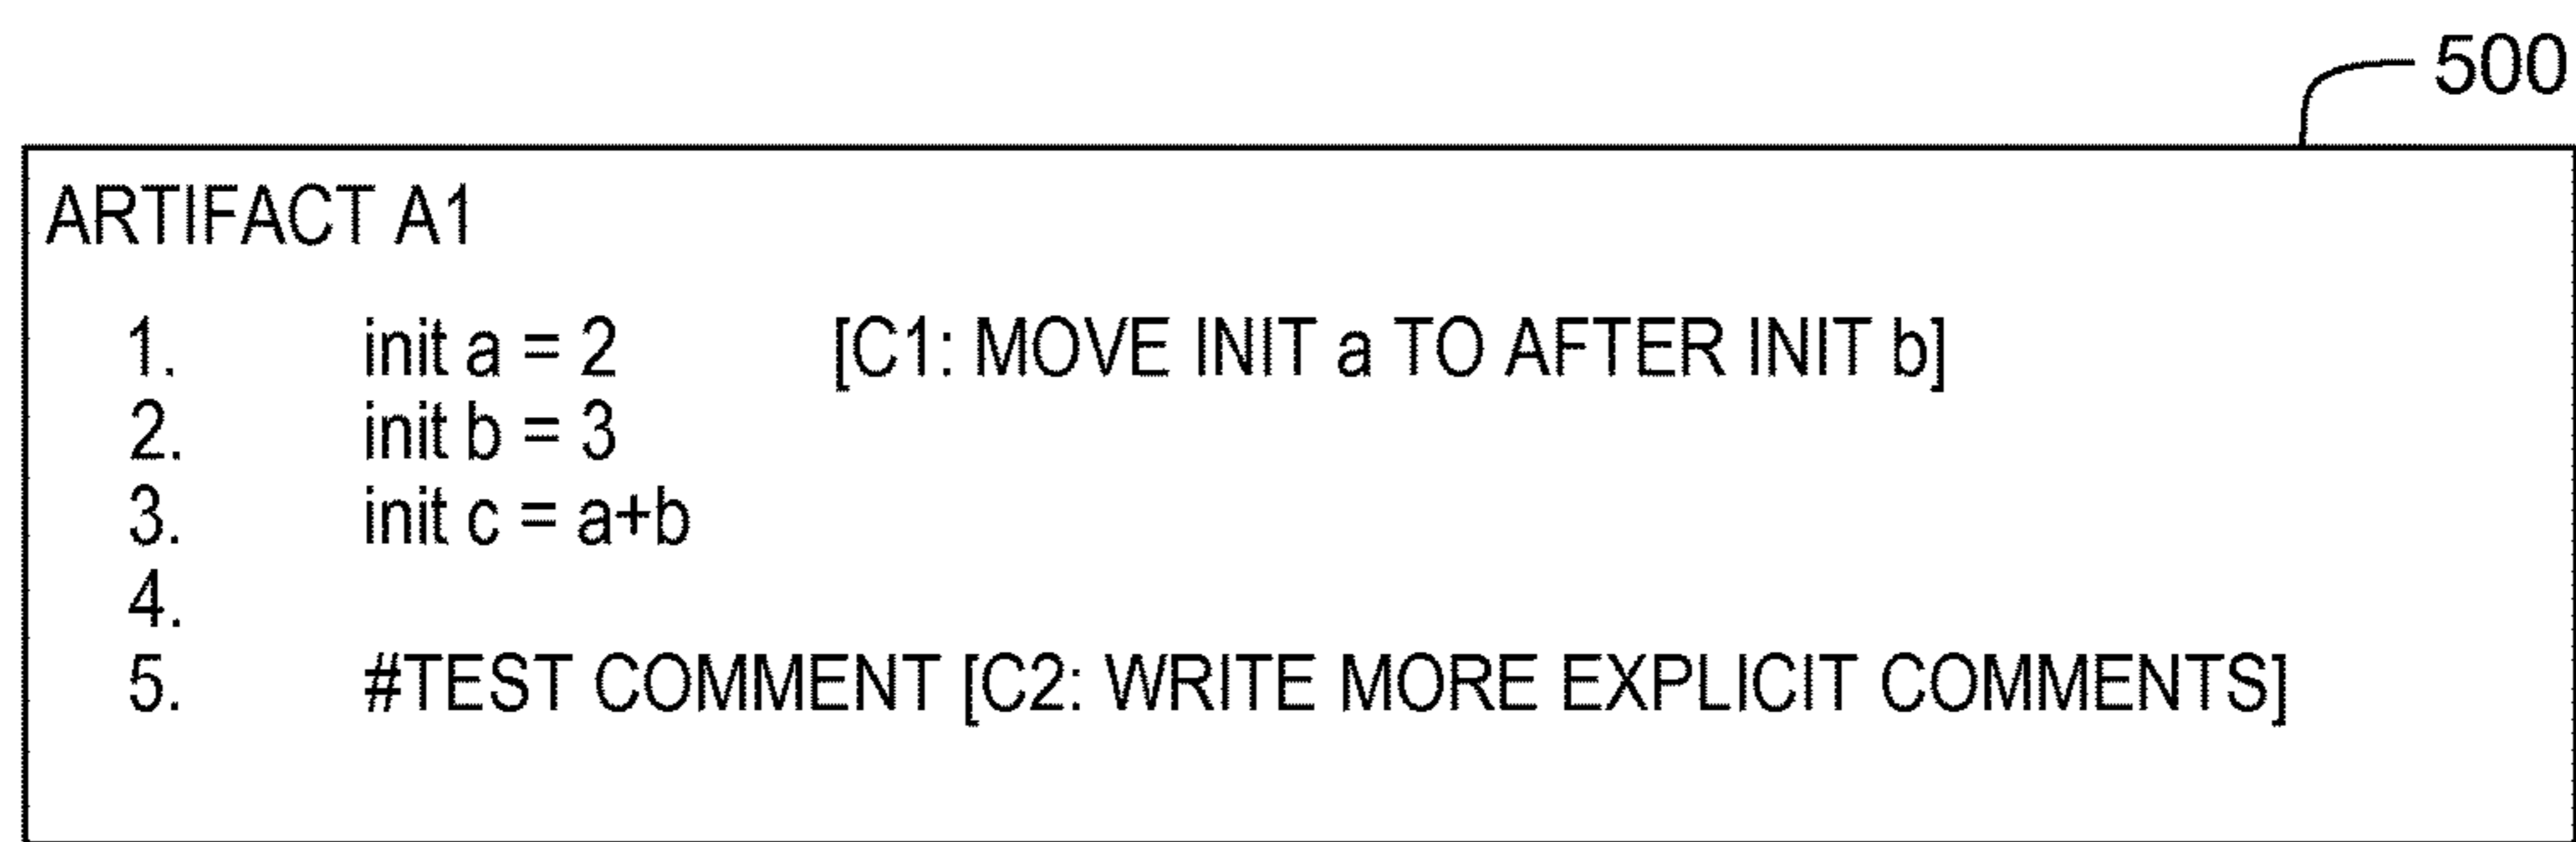 500
ARTIFACT A1
1. init a = 2 [C1: MOVE INIT a TO AFTER INIT b]
2. init b = 3
3. init c = a+b
4.
5. #TEST COMMENT [C2: WRITE MORE EXPLICIT COMMENTS]